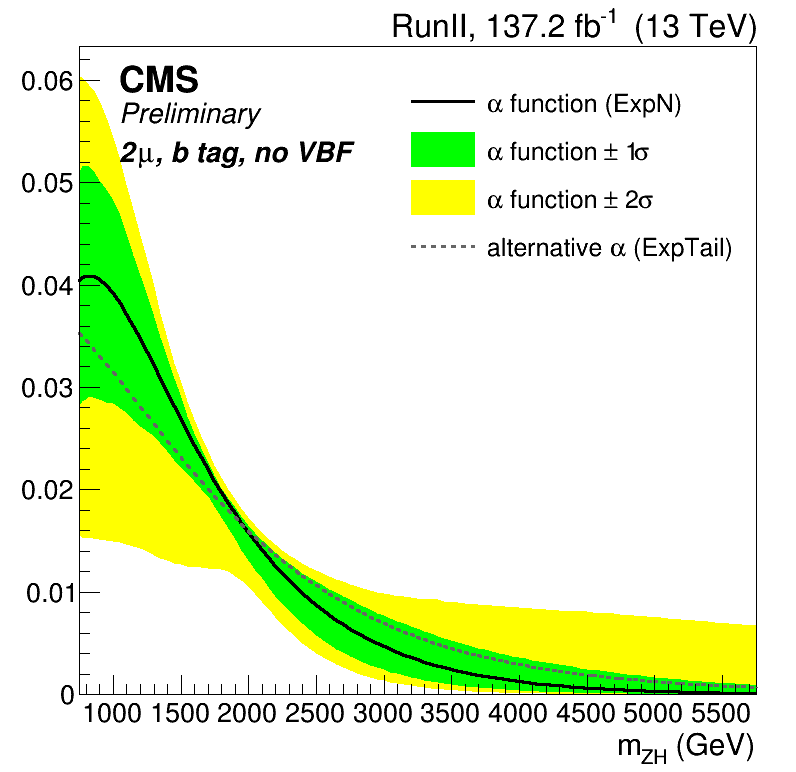 RunII, 137.2 fb⁻¹ (13 TeV)
CMS
Preliminary
2μ, b tag, no VBF
α function (ExpN)
α function ± 1σ
α function ± 2σ
alternative α (ExpTail)
0.06
0.05
0.04
0.03
0.02
0.01
0
1000 1500 2000 2500 3000 3500 4000 4500 5000 5500
m_ZH (GeV)